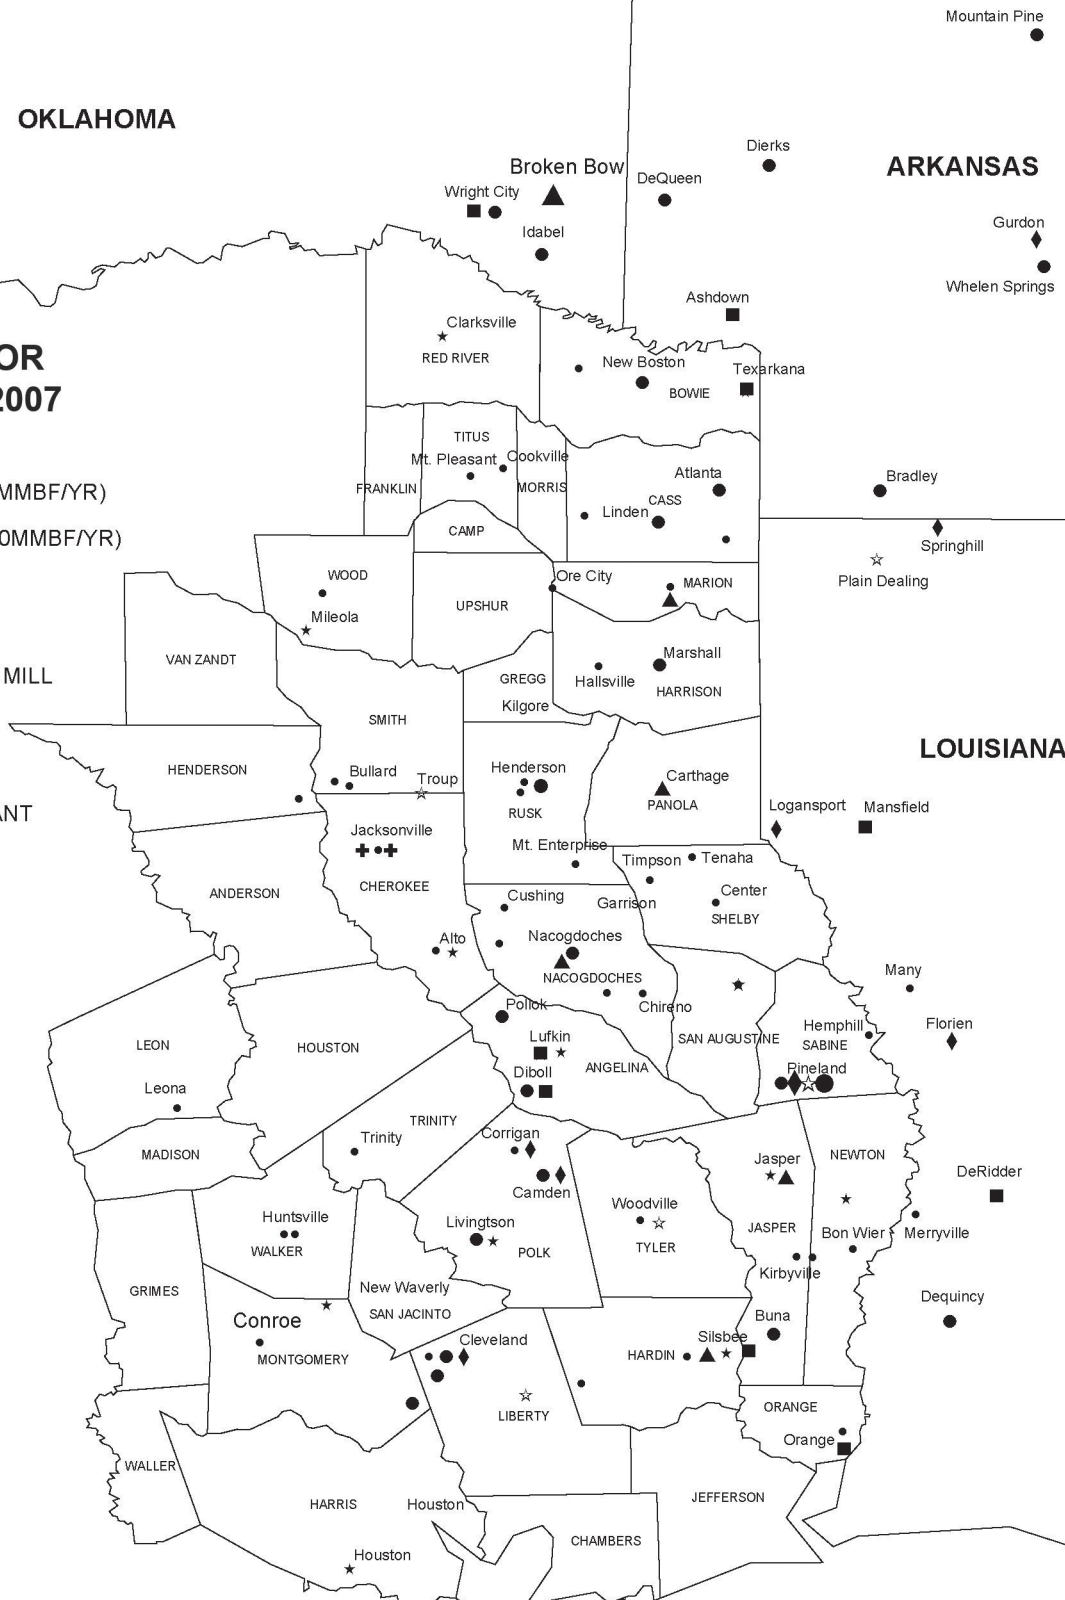 Mountain Pine
OKLAHOMA
Dierks
ARKANSAS
Broken Bow
DeQueen
Wright City
Idabel
Gurdon
Whelen Springs
Ashdown
Clarksville
RED RIVER
OR
2007
New Boston
Texarkana
BOWIE
TITUS
Mt. Pleasant
Cookville
FRANKLIN
MORRIS
Atlanta
CASS
Linden
Bradley
MMBF/YR)
CAMP
0MMBF/YR)
Springhill
Plain Dealing
WOOD
Ore City
MARION
Mileola
UPSHUR
VAN ZANDT
Marshall
MILL
GREGG
Hallsville
HARRISON
Kilgore
SMITH
LOUISIANA
HENDERSON
Bullard
Troup
Henderson
Carthage
RUSK
PANOLA
Logansport
Mansfield
ANT
Jacksonville
Mt. Enterprise
Timpson
Tenaha
CHEROKEE
ANDERSON
Cushing
Garrison
Center
SHELBY
Alto
Nacogdoches
NACOGDOCHES
Many
Pollok
Chireno
Hemphill
Florien
LEON
HOUSTON
Lufkin
SAN AUGUSTINE
SABINE
Diboll
ANGELINA
Pineland
Leona
TRINITY
Trinity
Corrigan
MADISON
Jasper
NEWTON
Camden
DeRidder
Huntsville
WALKER
Livingtson
POLK
Woodville
TYLER
JASPER
Bon Wier
Merryville
GRIMES
New Waverly
SAN JACINTO
Kirbyville
Conroe
Dequincy
Buna
MONTGOMERY
Cleveland
HARDIN
Silsbee
LIBERTY
ORANGE
Orange
WALLER
HARRIS
Houston
JEFFERSON
CHAMBERS
Houston